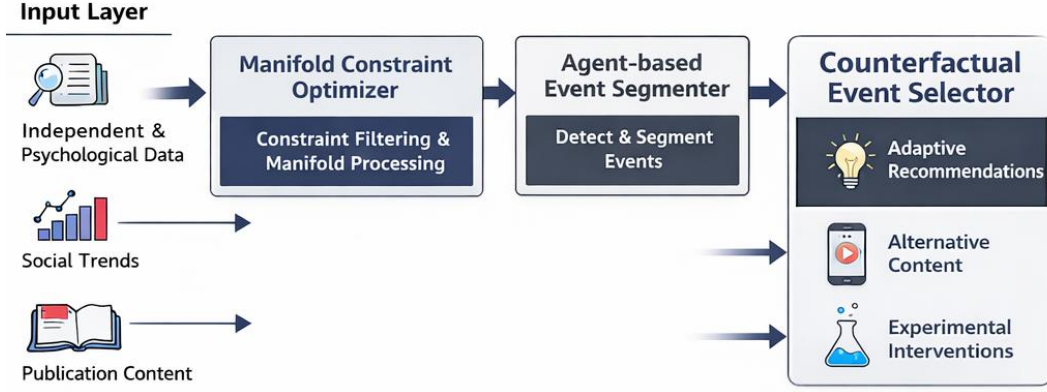 Input Layer
Independent &
Psychological Data
Social Trends
Publication Content
Manifold Constraint
Optimizer
Constraint Filtering &
Manifold Processing
Agent-based
Event Segmenter
Detect & Segment
Events
Counterfactual
Event Selector
Adaptive
Recommendations
Alternative
Content
Experimental
Interventions